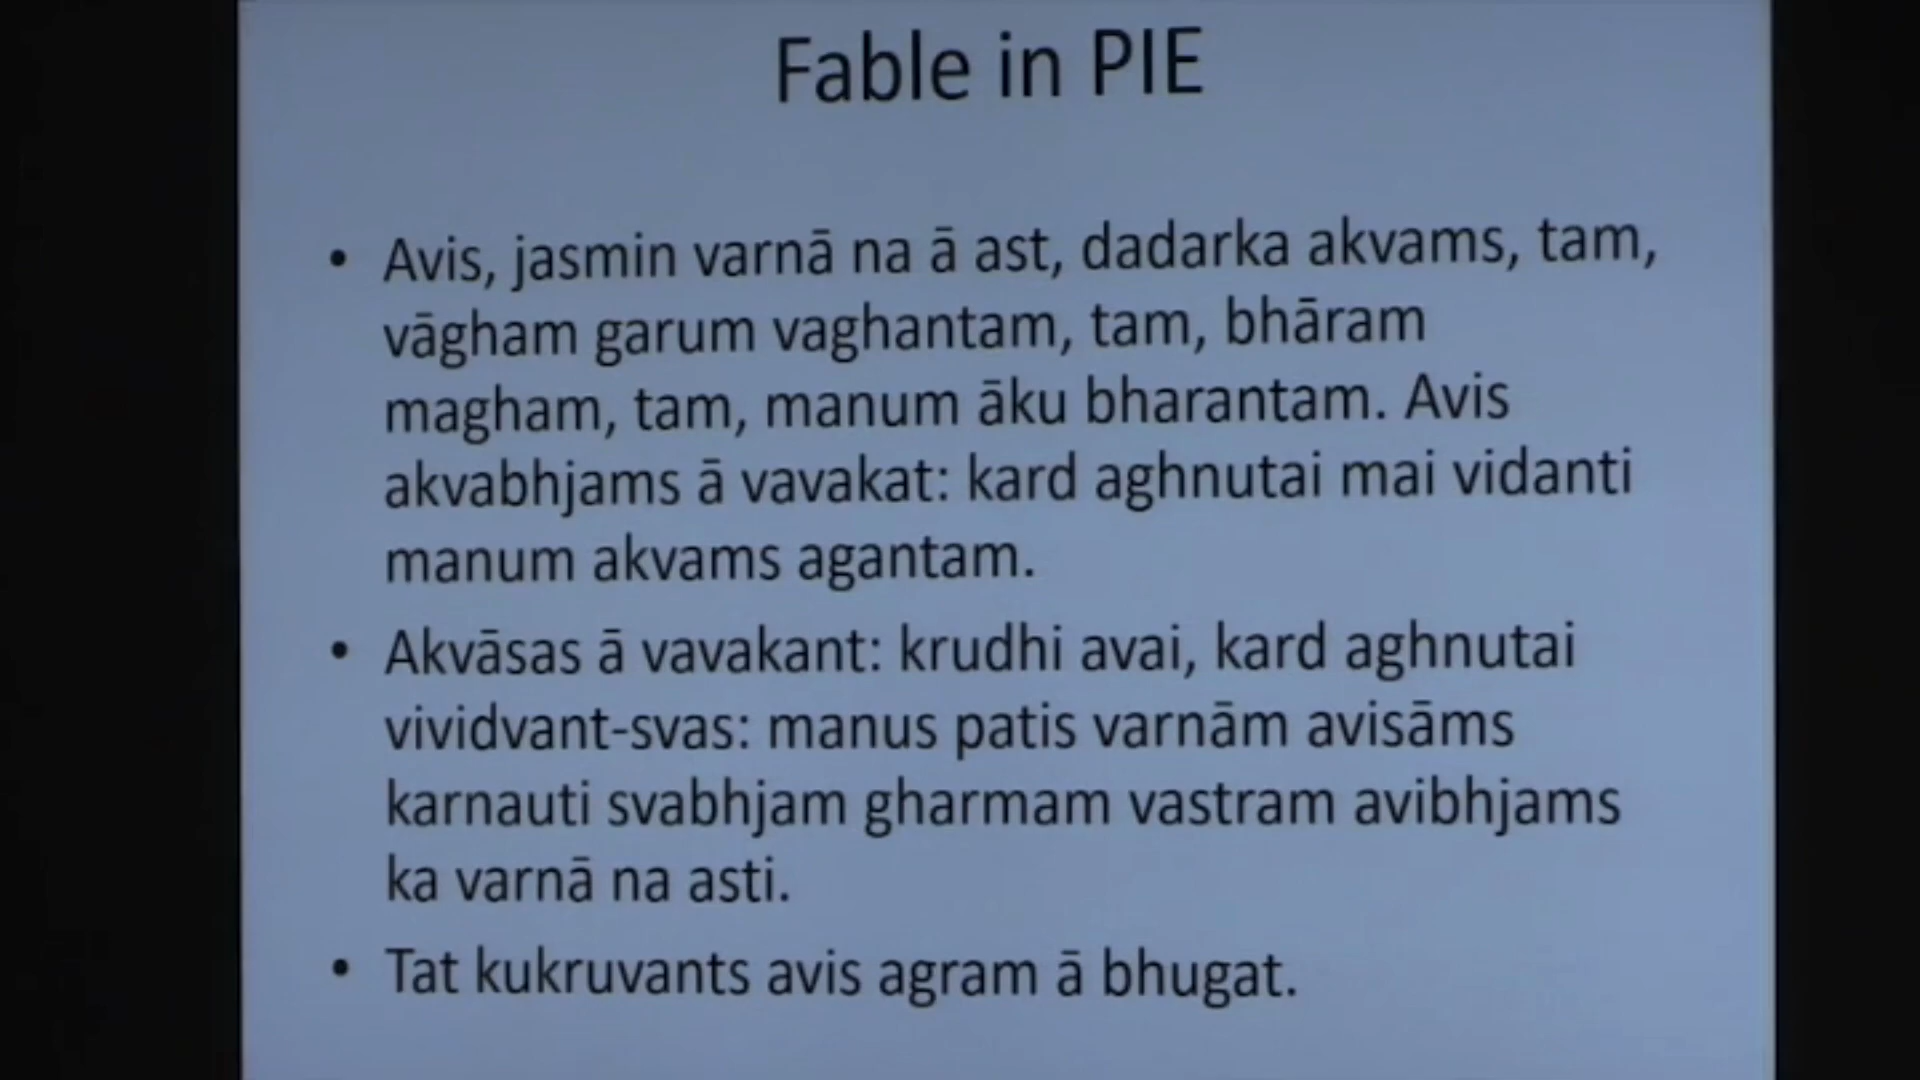 Fable in PIE
• Avis, jasmin varnā na ā ast, dadarka akvams, tam,
vāgham garum vaghantam, tam, bhāram
magham, tam, manum āku bharantam. Avis
akvabhjams ā vavakat: kard aghnutai mai vidanti
manum akvams agantam.
• Akvāsas ā vavakant: krudhi avai, kard aghnutai
vividvant-svas: manus patis varnām avisāms
karnauti svabhjam gharmam vastram avibhjams
ka varnā na asti.
• Tat kukruvants avis agram ā bhugat.